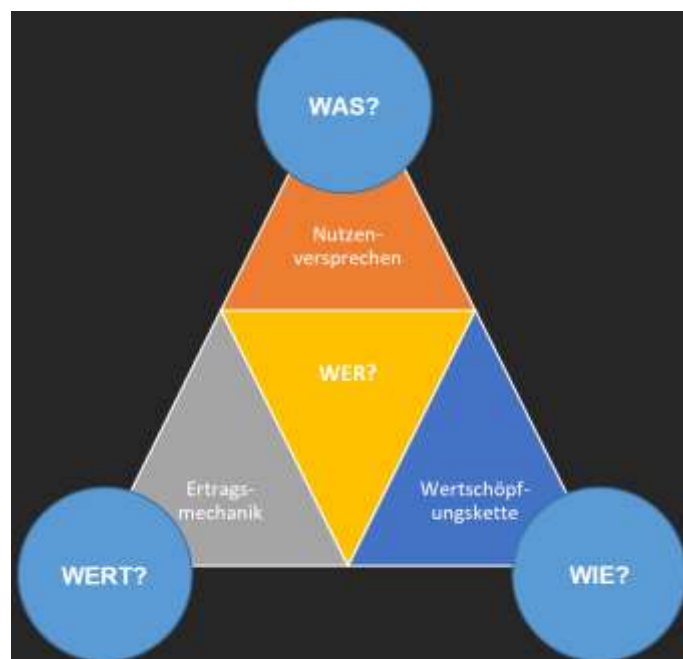 WAS?
Nutzen-
versprechen
WER?
Ertrags-
mechanik
Wertschöpf-
ungskette
WERT?
WIE?